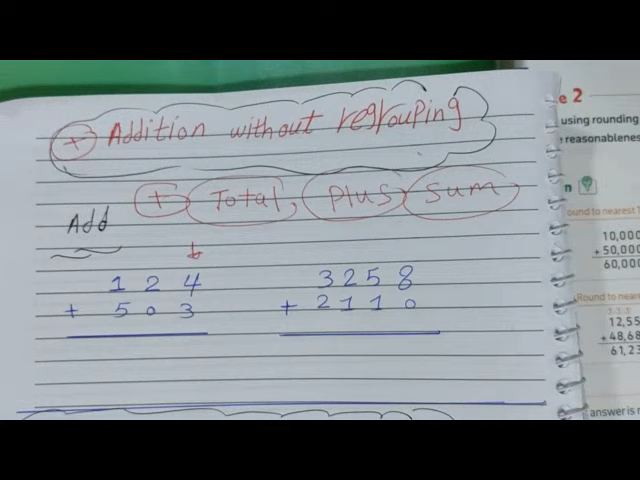 + Addition without regrouping
+ Total, Plus Sum
Add
1 2 4
+ 5 0 3
3 2 5 8
+ 2 1 1 0
e 2
using rounding
reasonableness
n
ound to nearest
10,000
+ 50,000
60,000
Round to neares
12,55
+ 48,68
61,23
answer is